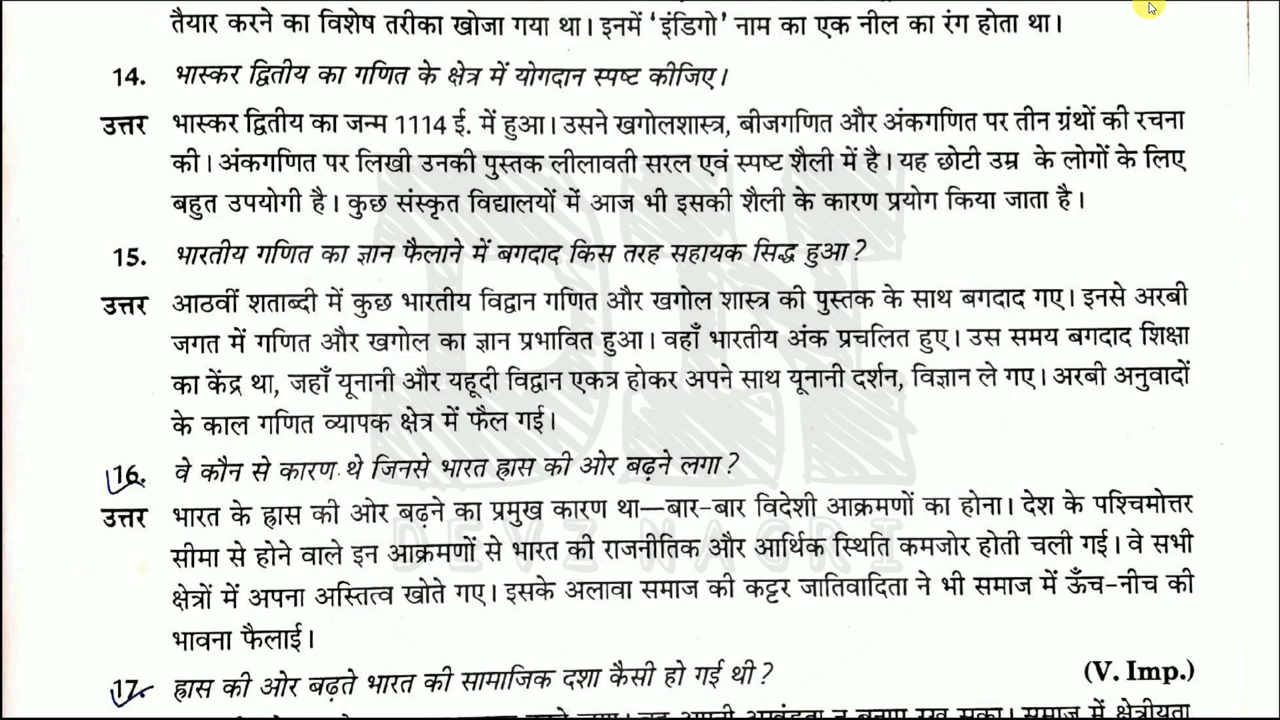 तैयार करने का विशेष तरीका खोजा गया था। इनमें ‘इंडिगो’ नाम का एक नील का रंग होता था।
14. भास्कर द्वितीय का गणित के क्षेत्र में योगदान स्पष्ट कीजिए।
उत्तर भास्कर द्वितीय का जन्म 1114 ई. में हुआ। उसने खगोलशास्त्र, बीजगणित और अंकगणित पर तीन ग्रंथों की रचना
की। अंकगणित पर लिखी उनकी पुस्तक लीलावती सरल एवं स्पष्ट शैली में है। यह छोटी उम्र के लोगों के लिए
बहुत उपयोगी है। कुछ संस्कृत विद्यालयों में आज भी इसकी शैली के कारण प्रयोग किया जाता है।
15. भारतीय गणित का ज्ञान फैलाने में बगदाद किस तरह सहायक सिद्ध हुआ?
उत्तर आठवीं शताब्दी में कुछ भारतीय विद्वान गणित और खगोल शास्त्र की पुस्तक के साथ बगदाद गए। इनसे अरबी
जगत में गणित और खगोल का ज्ञान प्रभावित हुआ। वहाँ भारतीय अंक प्रचलित हुए। उस समय बगदाद शिक्षा
का केंद्र था, जहाँ यूनानी और यहूदी विद्वान एकत्र होकर अपने साथ यूनानी दर्शन, विज्ञान ले गए। अरबी अनुवादों
के काल गणित व्यापक क्षेत्र में फैल गई।
16. वे कौन से कारण थे जिनसे भारत ह्रास की ओर बढ़ने लगा?
उत्तर भारत के ह्रास की ओर बढ़ने का प्रमुख कारण था—बार-बार विदेशी आक्रमणों का होना। देश के पश्चिमोत्तर
सीमा से होने वाले इन आक्रमणों से भारत की राजनीतिक और आर्थिक स्थिति कमजोर होती चली गई। वे सभी
क्षेत्रों में अपना अस्तित्व खोते गए। इसके अलावा समाज की कट्टर जातिवादिता ने भी समाज में ऊँच-नीच की
भावना फैलाई।
17. ह्रास की ओर बढ़ते भारत की सामाजिक दशा कैसी हो गई थी? (V. Imp.)
समाज में क्षेत्रीयता
DN
DEVZ NAGRI